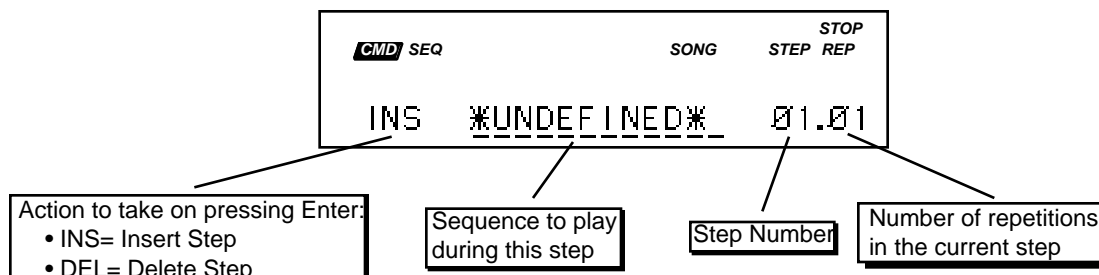 STOP
CMD SEQ SONG STEP REP
INS *UNDEFINED* 01.01
Action to take on pressing Enter:
• INS= Insert Step
• DEL= Delete Step
Sequence to play
during this step
Step Number
Number of repetitions
in the current step